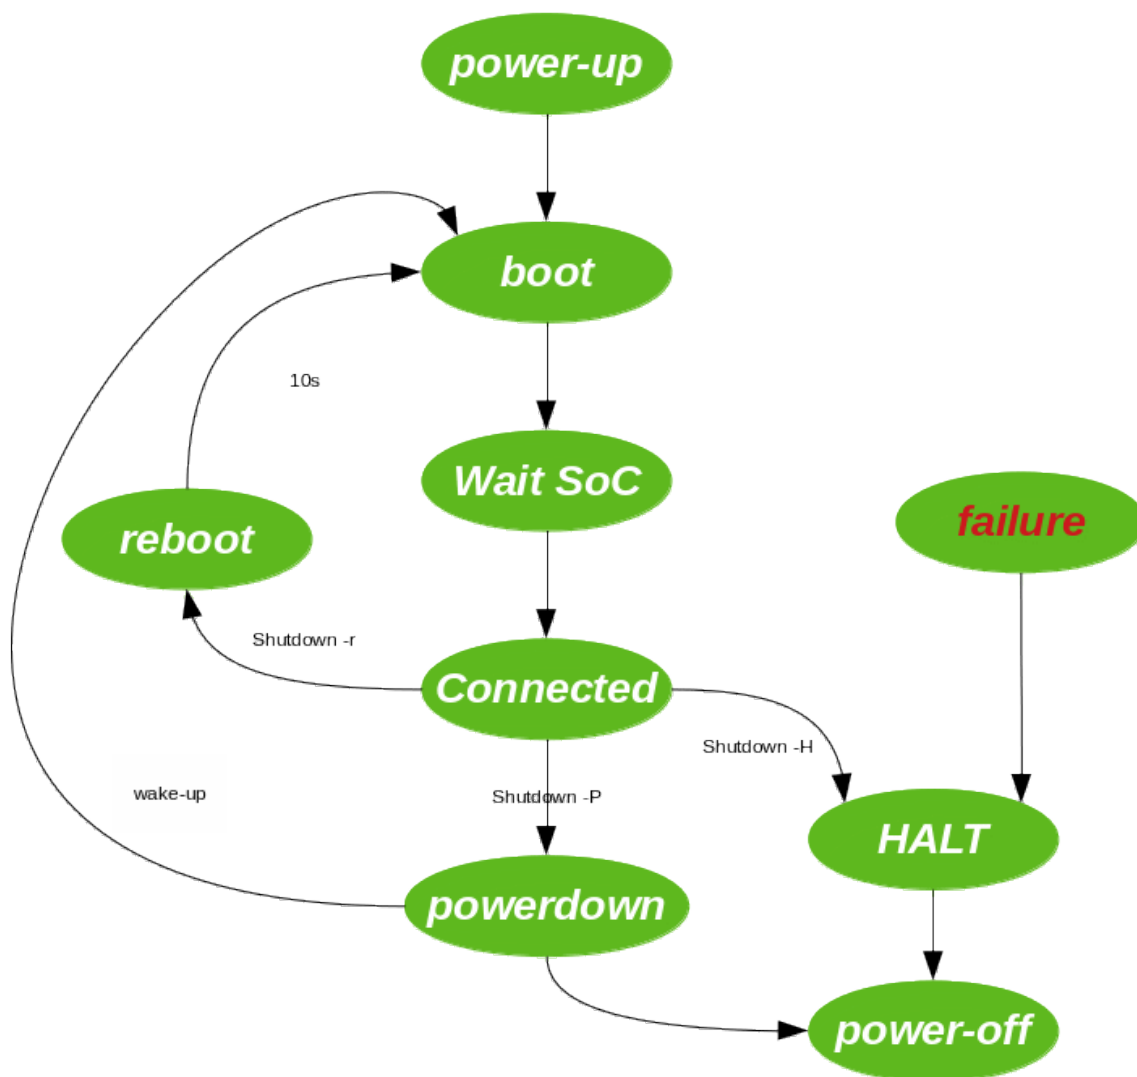 power-up
boot
10s
Wait SoC
failure
reboot
Shutdown -r
Connected
Shutdown -H
wake-up
Shutdown -P
HALT
powerdown
power-off